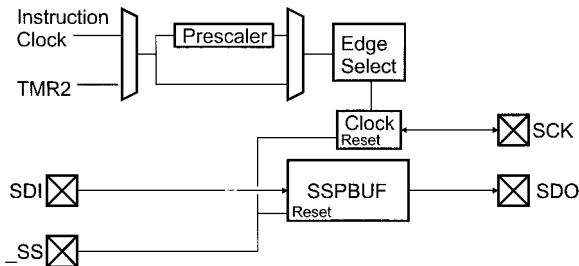 Instruction
Clock
Prescaler
Edge
Select
TMR2
Clock
Reset
SCK
SDI
SSPBUF
Reset
SDO
_SS